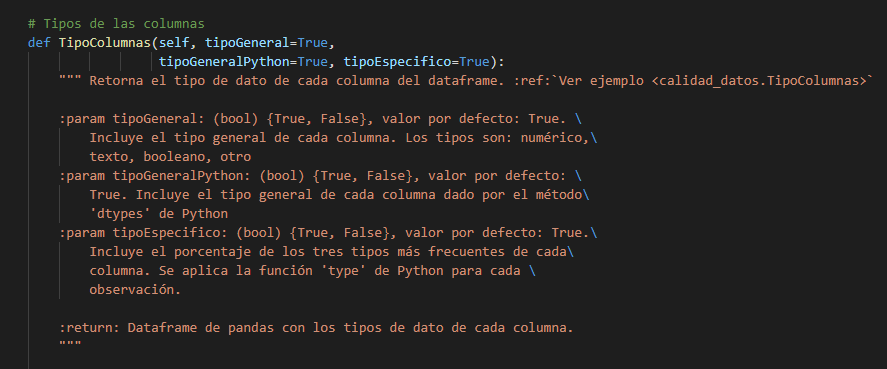 # Tipos de las columnas
def TipoColumnas(self, tipoGeneral=True,
tipoGeneralPython=True, tipoEspecifico=True):
""" Retorna el tipo de dato de cada columna del dataframe. :ref:`Ver ejemplo <calidad_datos.TipoColumnas>`
:param tipoGeneral: (bool) {True, False}, valor por defecto: True. \
Incluye el tipo general de cada columna. Los tipos son: numérico,\
texto, booleano, otro
:param tipoGeneralPython: (bool) {True, False}, valor por defecto: \
True. Incluye el tipo general de cada columna dado por el método\
'dtypes' de Python
:param tipoEspecifico: (bool) {True, False}, valor por defecto: True.\
Incluye el porcentaje de los tres tipos más frecuentes de cada\
columna. Se aplica la función 'type' de Python para cada \
observación.
:return: Dataframe de pandas con los tipos de dato de cada columna.
"""